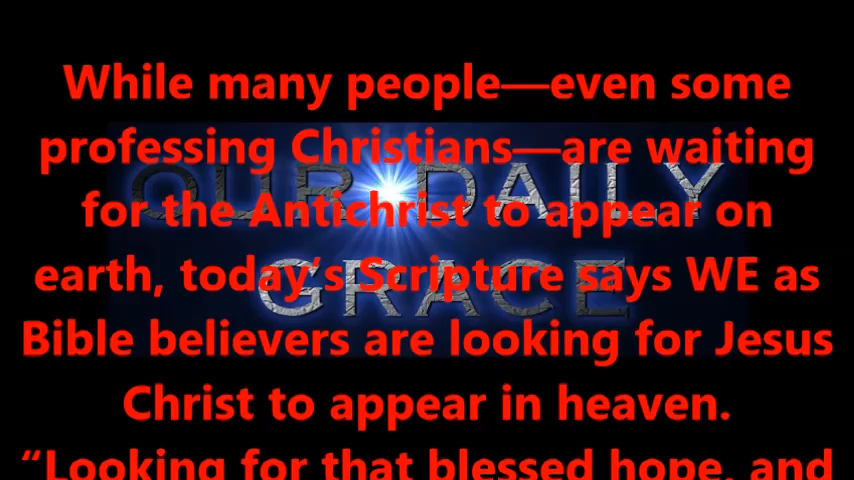 While many people—even some
professing Christians—are waiting
OUR DAILY
for the Antichrist to appear on
earth, today's Scripture says WE as
GRACE
Bible believers are looking for Jesus
Christ to appear in heaven.
“Looking for that blessed hope, and